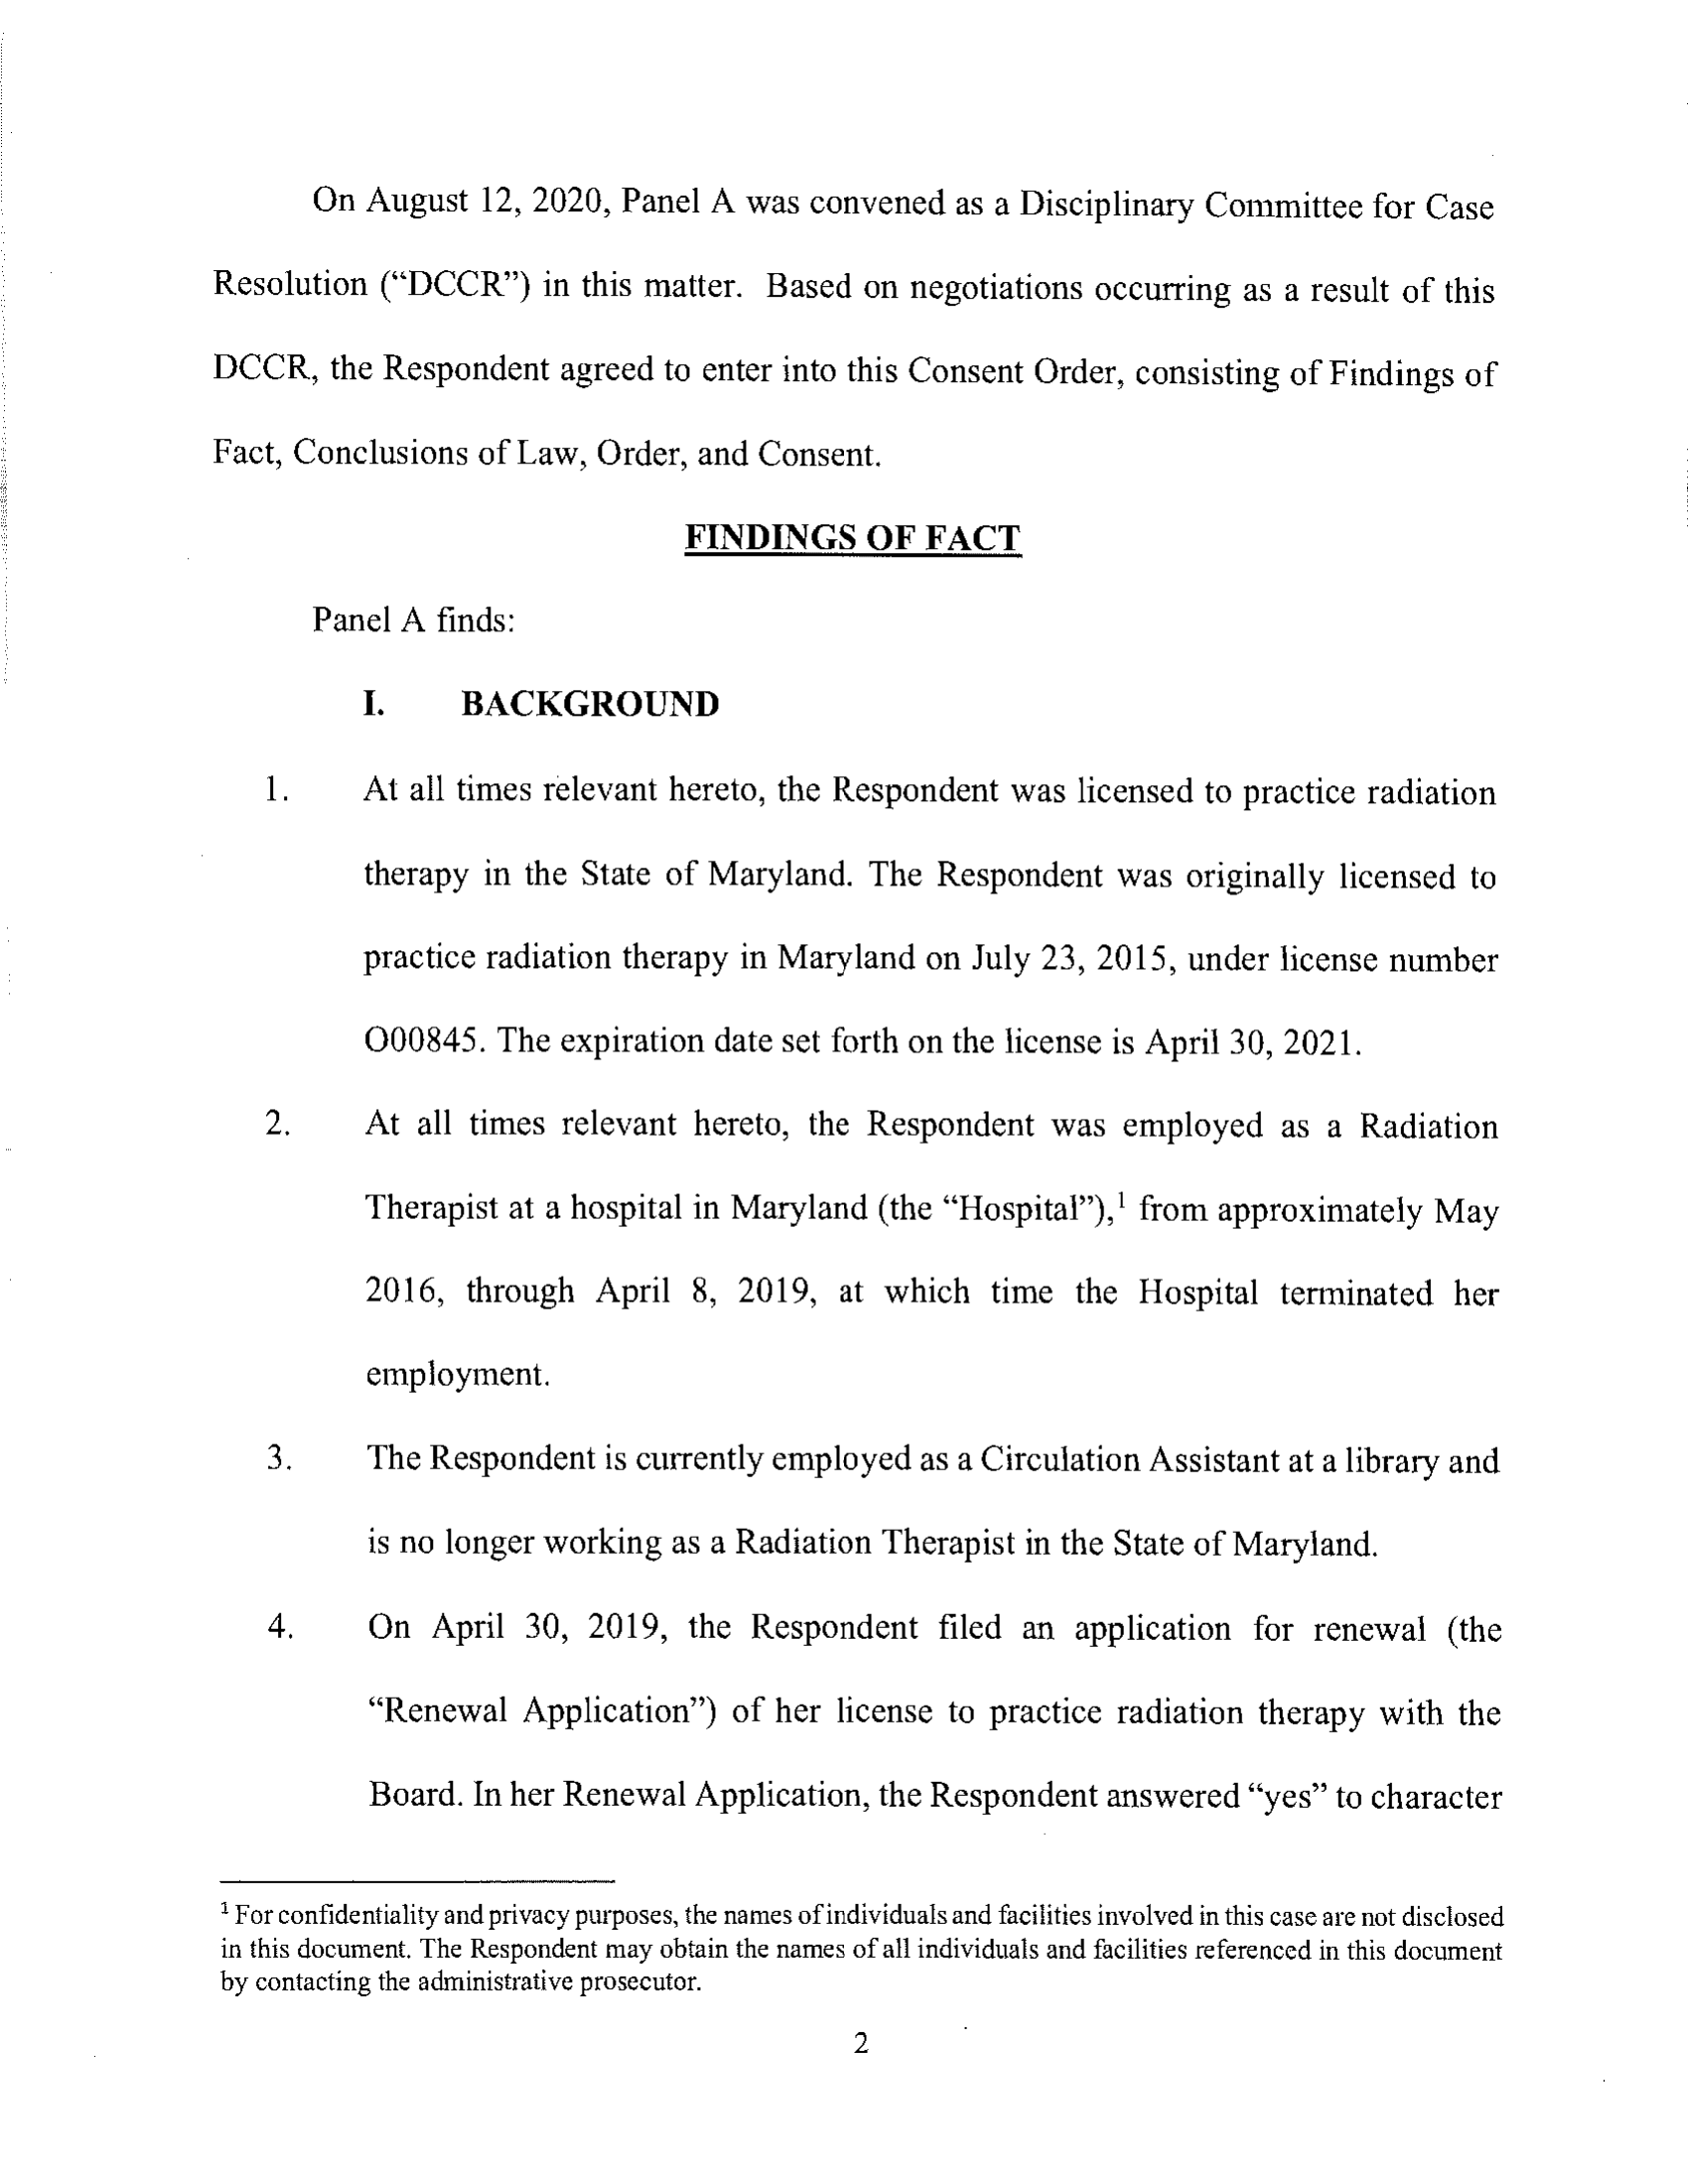 On August 12, 2020, Panel A was convened as a Disciplinary Committee for Case
Resolution (“DCCR”) in this matter. Based on negotiations occurring as a result of this
DCCR, the Respondent agreed to enter into this Consent Order, consisting of Findings of
Fact, Conclusions of Law, Order, and Consent.
FINDINGS OF FACT
Panel A finds:
I. BACKGROUND
1. At all times relevant hereto, the Respondent was licensed to practice radiation
therapy in the State of Maryland. The Respondent was originally licensed to
practice radiation therapy in Maryland on July 23, 2015, under license number
O00845. The expiration date set forth on the license is April 30, 2021.
2. At all times relevant hereto, the Respondent was employed as a Radiation
Therapist at a hospital in Maryland (the “Hospital”),¹ from approximately May
2016, through April 8, 2019, at which time the Hospital terminated her
employment.
3. The Respondent is currently employed as a Circulation Assistant at a library and
is no longer working as a Radiation Therapist in the State of Maryland.
4. On April 30, 2019, the Respondent filed an application for renewal (the
“Renewal Application”) of her license to practice radiation therapy with the
Board. In her Renewal Application, the Respondent answered “yes” to character
¹ For confidentiality and privacy purposes, the names of individuals and facilities involved in this case are not disclosed
in this document. The Respondent may obtain the names of all individuals and facilities referenced in this document
by contacting the administrative prosecutor.
2